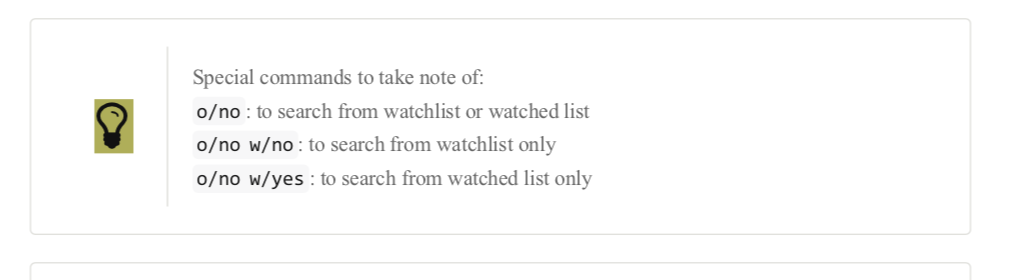 Special commands to take note of:
o/no : to search from watchlist or watched list
o/no w/no : to search from watchlist only
o/no w/yes : to search from watched list only